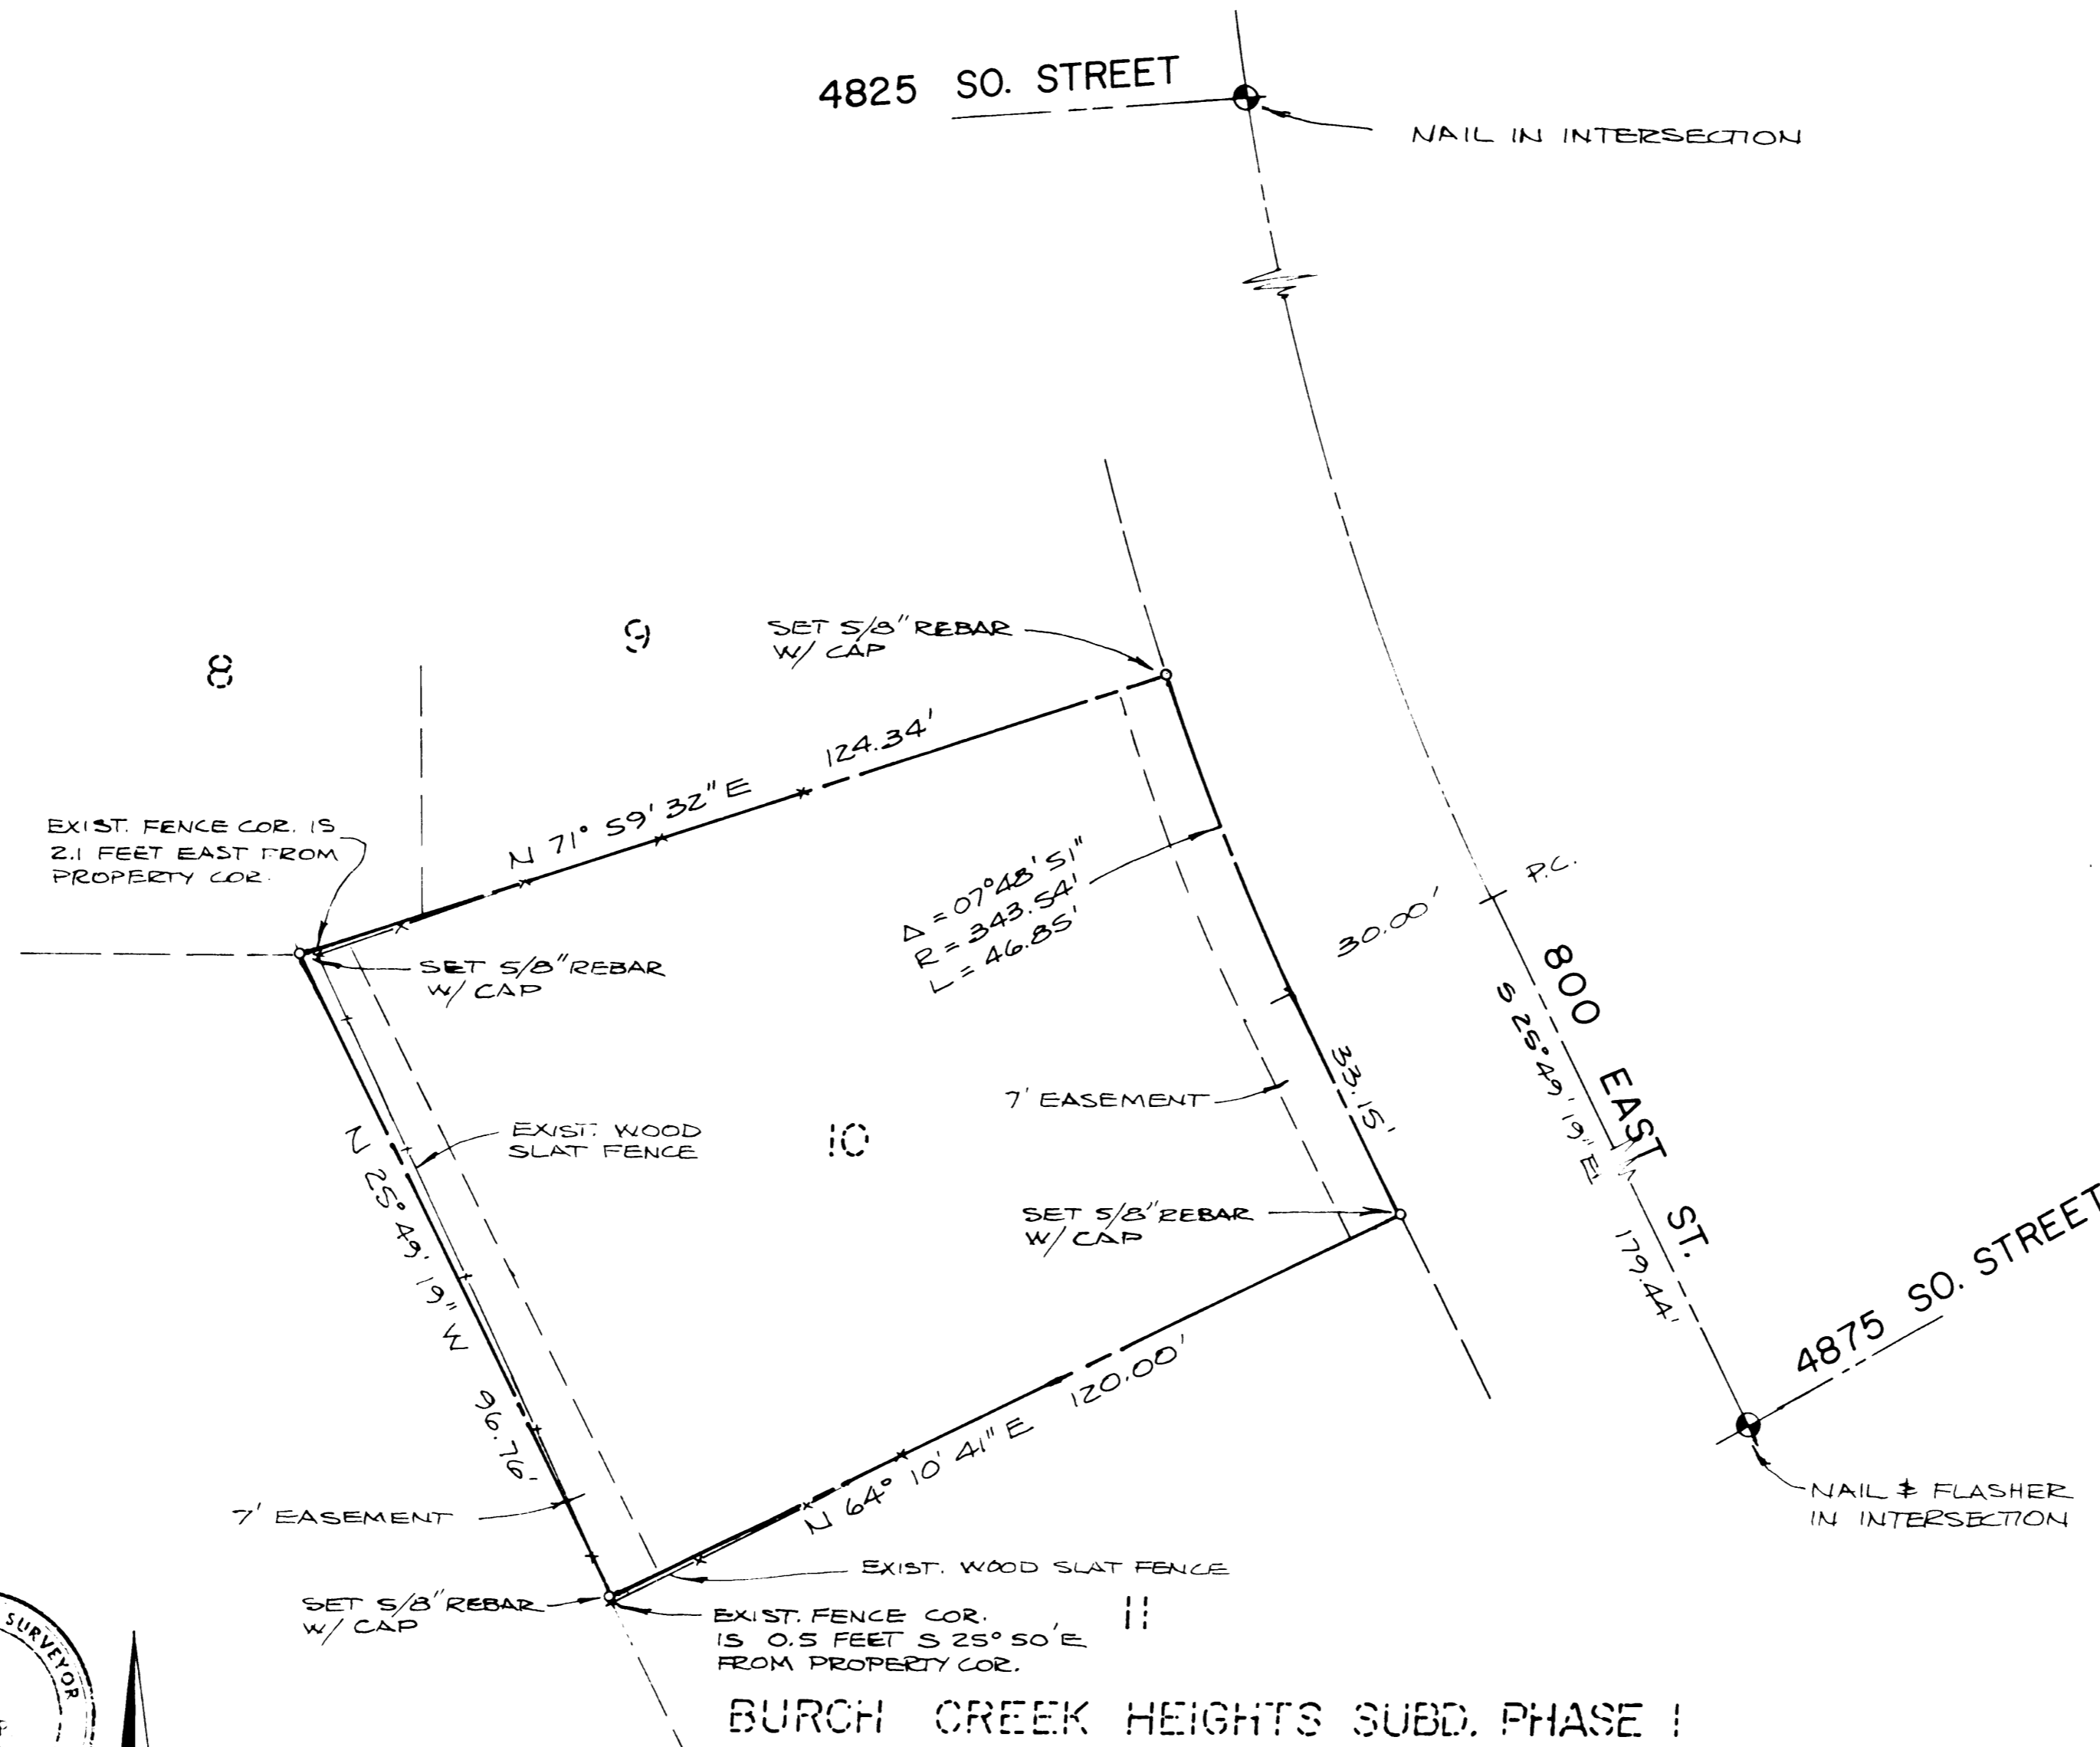 4825 SO. STREET
NAIL IN INTERSECTION
8
9
SET 5/8" REBAR
W/ CAP
124.34'
N 71° 59' 32" E
EXIST. FENCE COR. IS
2.1 FEET EAST FROM
PROPERTY COR.
SET 5/8" REBAR
W/ CAP
Δ = 07°48'51"
R = 343.54'
L = 46.85'
P.C.
30.00'
800 EAST ST.
S 25° 49' 19" E
179.44'
33.15'
7' EASEMENT
EXIST. WOOD
SLAT FENCE
10
N 25° 49' 19" W
96.76'
SET 5/8" REBAR
W/ CAP
4875 SO. STREET
120.00'
N 64° 10' 41" E
NAIL & FLASHER
IN INTERSECTION
7' EASEMENT
EXIST. WOOD SLAT FENCE
SET 5/8" REBAR
W/ CAP
EXIST. FENCE COR.
IS 0.5 FEET S 25° 50' E
FROM PROPERTY COR.
11
SURVEYOR
BURCH CREEK HEIGHTS SUBD. PHASE 1